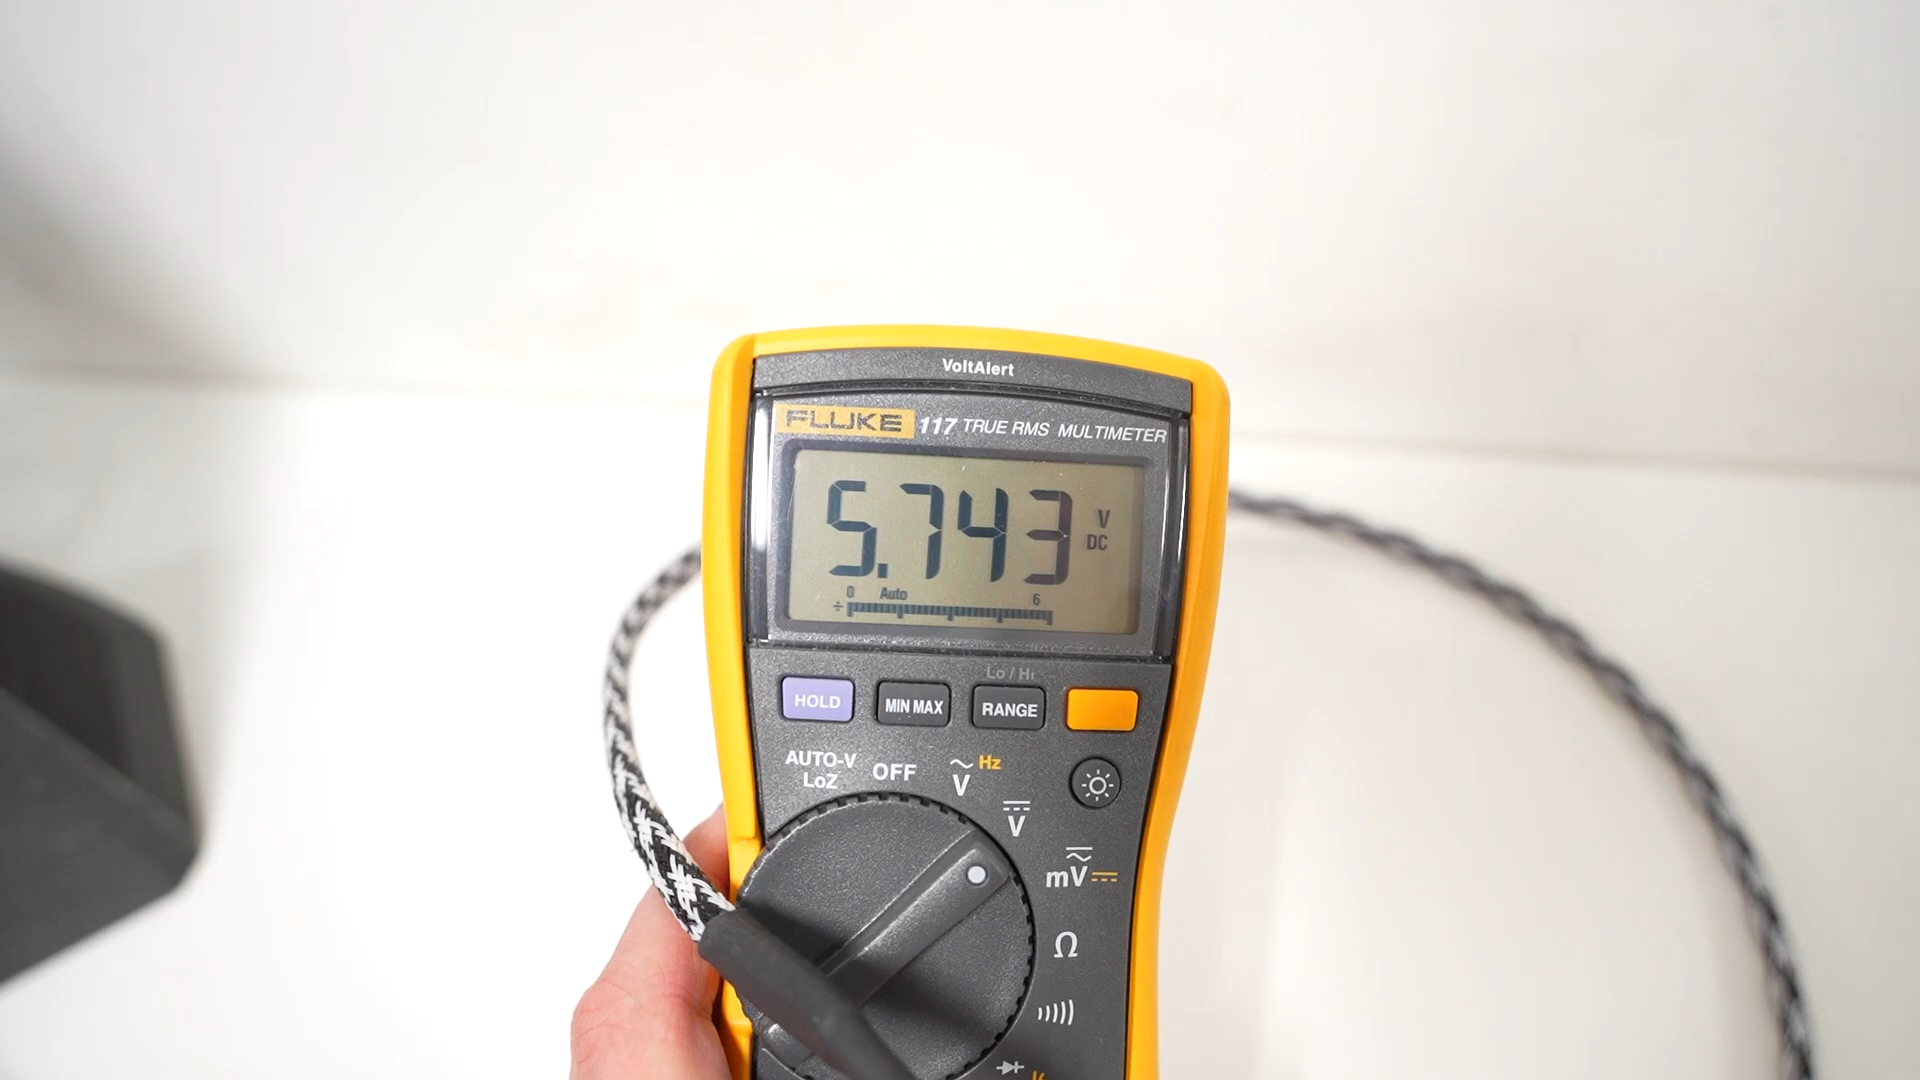 VoltAlert
FLUKE 117 TRUE RMS MULTIMETER
5.743 V DC
0 Auto 6
Lo / Hi
HOLD MIN MAX RANGE
AUTO-V LoZ
OFF
V Hz
V
mV
Ω